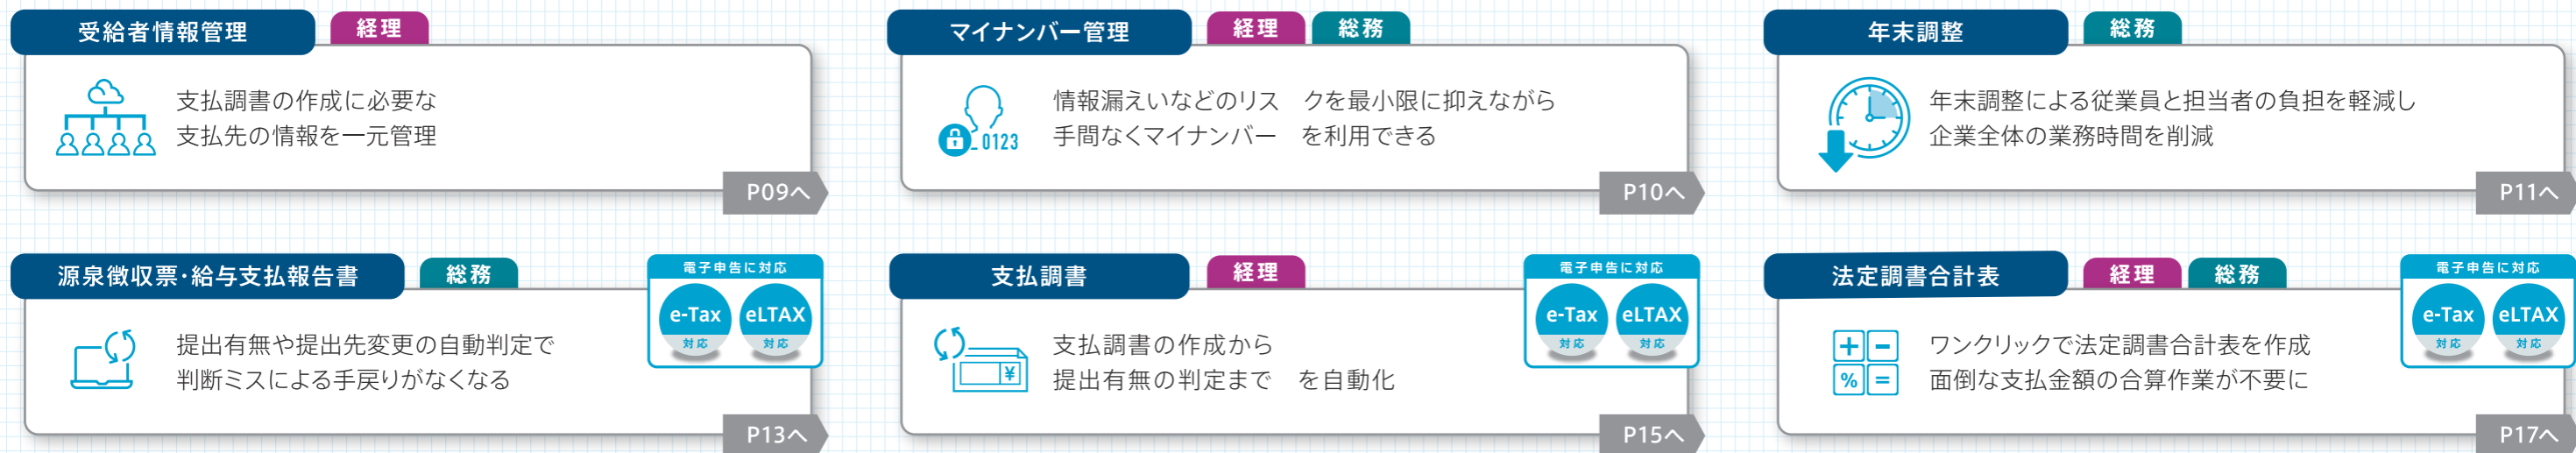 受給者情報管理
経理
支払調書の作成に必要な
支払先の情報を一元管理
P09へ
マイナンバー管理
経理
総務
0123
情報漏えいなどのリス　クを最小限に抑えながら
手間なくマイナンバー　を利用できる
P10へ
年末調整
総務
年末調整による従業員と担当者の負担を軽減し
企業全体の業務時間を削減
P11へ
源泉徴収票・給与支払報告書
総務
電子申告に対応
e-Tax
対応
eLTAX
対応
提出有無や提出先変更の自動判定で
判断ミスによる手戻りがなくなる
P13へ
支払調書
経理
電子申告に対応
e-Tax
対応
eLTAX
対応
¥
支払調書の作成から
提出有無の判定まで　を自動化
P15へ
法定調書合計表
経理
総務
電子申告に対応
e-Tax
対応
eLTAX
対応
+ -
% =
ワンクリックで法定調書合計表を作成
面倒な支払金額の合算作業が不要に
P17へ